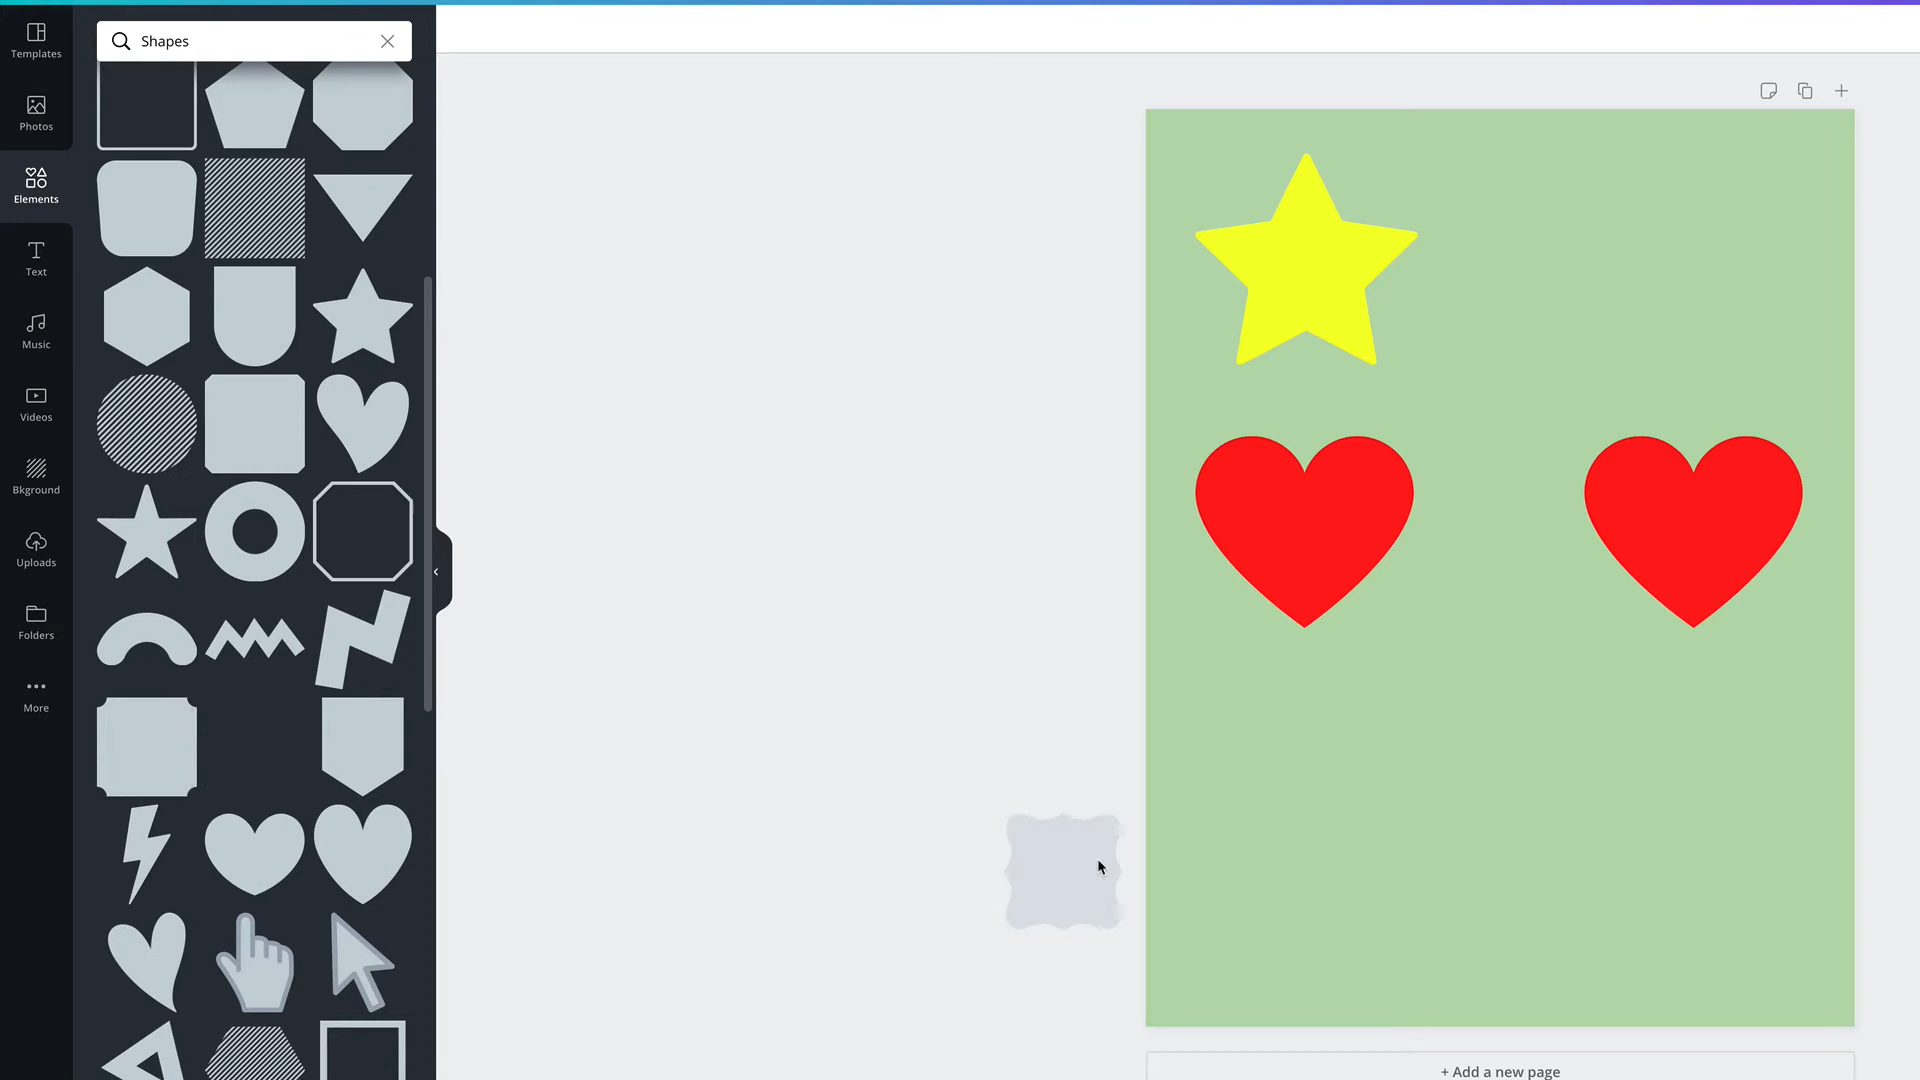 Shapes
Templates
Photos
Elements
Text
Music
Videos
Bkground
Uploads
Folders
More
+ Add a new page